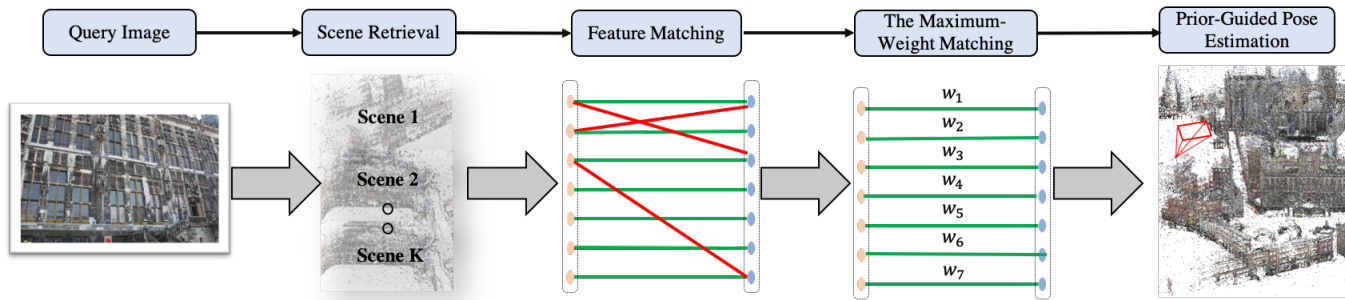 Query Image
Scene Retrieval
Feature Matching
The Maximum-
Weight Matching
Prior-Guided Pose
Estimation
Scene 1
Scene 2
Scene K
w₁
w₂
w₃
w₄
w₅
w₆
w₇